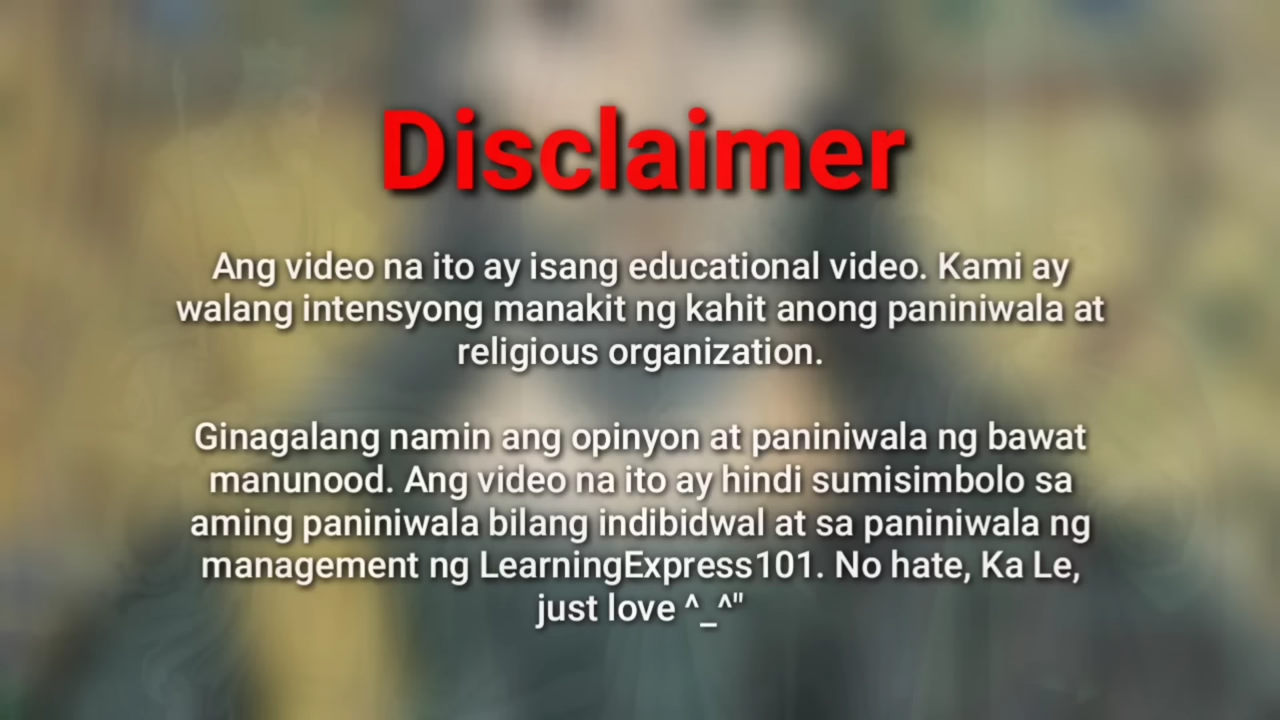 Disclaimer
Ang video na ito ay isang educational video. Kami ay
walang intensyong manakit ng kahit anong paniniwala at
religious organization.
Ginagalang namin ang opinyon at paniniwala ng bawat
manunood. Ang video na ito ay hindi sumisimbolo sa
aming paniniwala bilang indibidwal at sa paniniwala ng
management ng LearningExpress101. No hate, Ka Le,
just love ^_^"